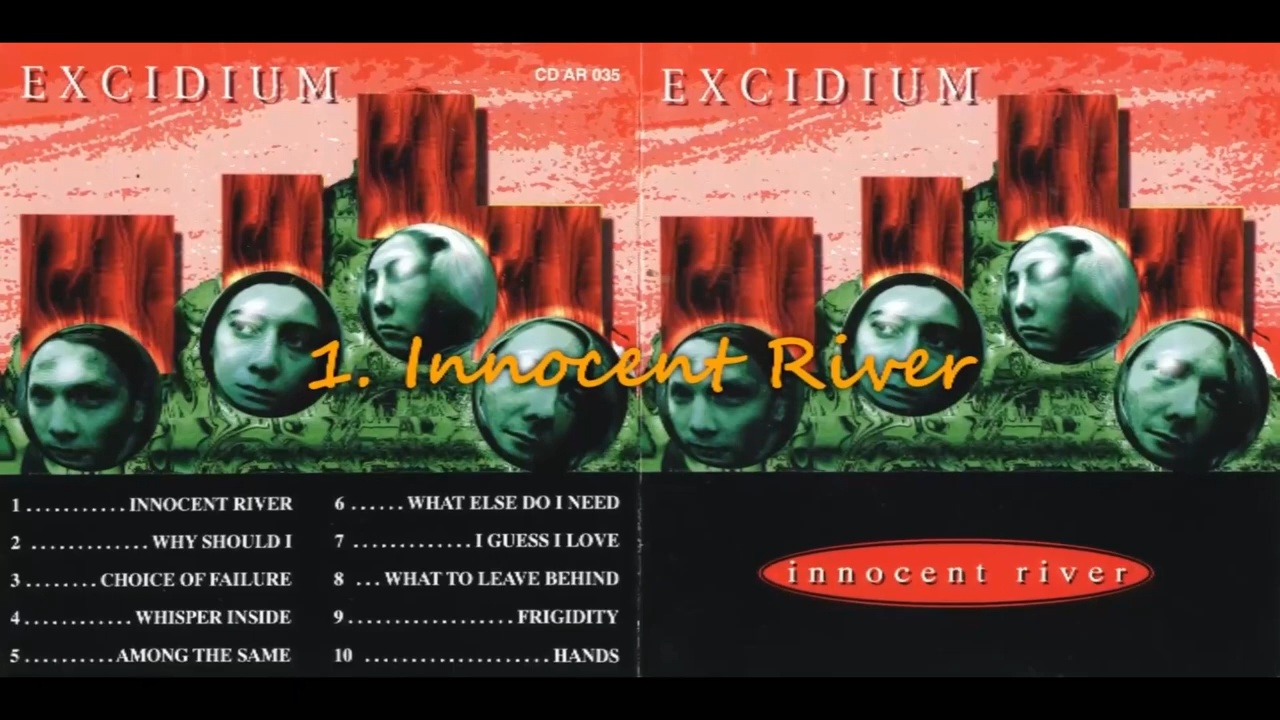 EXCIDIUM
CD AR 035
EXCIDIUM
1. Innocent River
1 . . . . . . . . . . . INNOCENT RIVER
2 . . . . . . . . . . . . . WHY SHOULD I
3 . . . . . . . . CHOICE OF FAILURE
4 . . . . . . . . . . . . WHISPER INSIDE
5 . . . . . . . . . . AMONG THE SAME
6 . . . . . . WHAT ELSE DO I NEED
7 . . . . . . . . . . . . . I GUESS I LOVE
8 . . . WHAT TO LEAVE BEHIND
9 . . . . . . . . . . . . . . . . . . FRIGIDITY
10 . . . . . . . . . . . . . . . . . . . . HANDS
innocent river